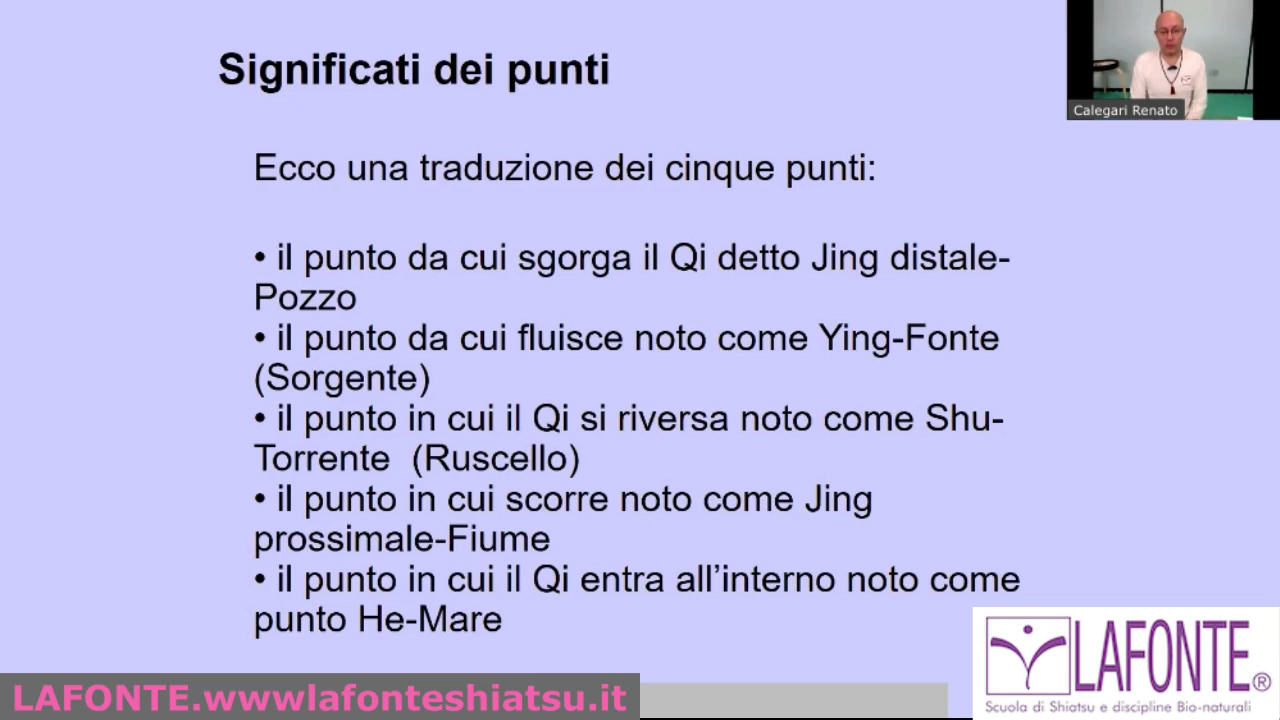 Significati dei punti
Calegari Renato
Ecco una traduzione dei cinque punti:
• il punto da cui sgorga il Qi detto Jing distale-
Pozzo
• il punto da cui fluisce noto come Ying-Fonte
(Sorgente)
• il punto in cui il Qi si riversa noto come Shu-
Torrente (Ruscello)
• il punto in cui scorre noto come Jing
prossimale-Fiume
• il punto in cui il Qi entra all’interno noto come
punto He-Mare
LAFONTE®
Scuola di Shiatsu e discipline Bio-naturali
LAFONTE.wwwlafonteshiatsu.it